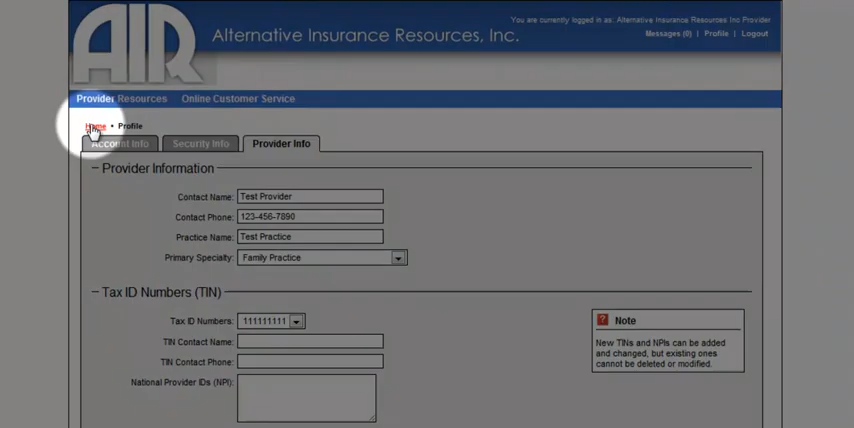 You are currently logged in as: Alternative Insurance Resources Inc Provider
AIR
Alternative Insurance Resources, Inc.
Messages (0) | Profile | Logout
Provider Resources Online Customer Service
Home • Profile
Account Info Security Info Provider Info
Provider Information
Contact Name: Test Provider
Contact Phone: 123-456-7890
Practice Name: Test Practice
Primary Specialty: Family Practice
Tax ID Numbers (TIN)
Tax ID Numbers: 111111111
TIN Contact Name:
TIN Contact Phone:
National Provider IDs (NPI):
? Note
New TINs and NPIs can be added
and changed, but existing ones
cannot be deleted or modified.